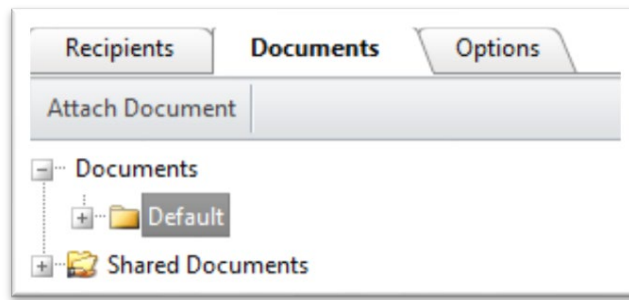 Recipients Documents Options
Attach Document
Documents
Default
Shared Documents